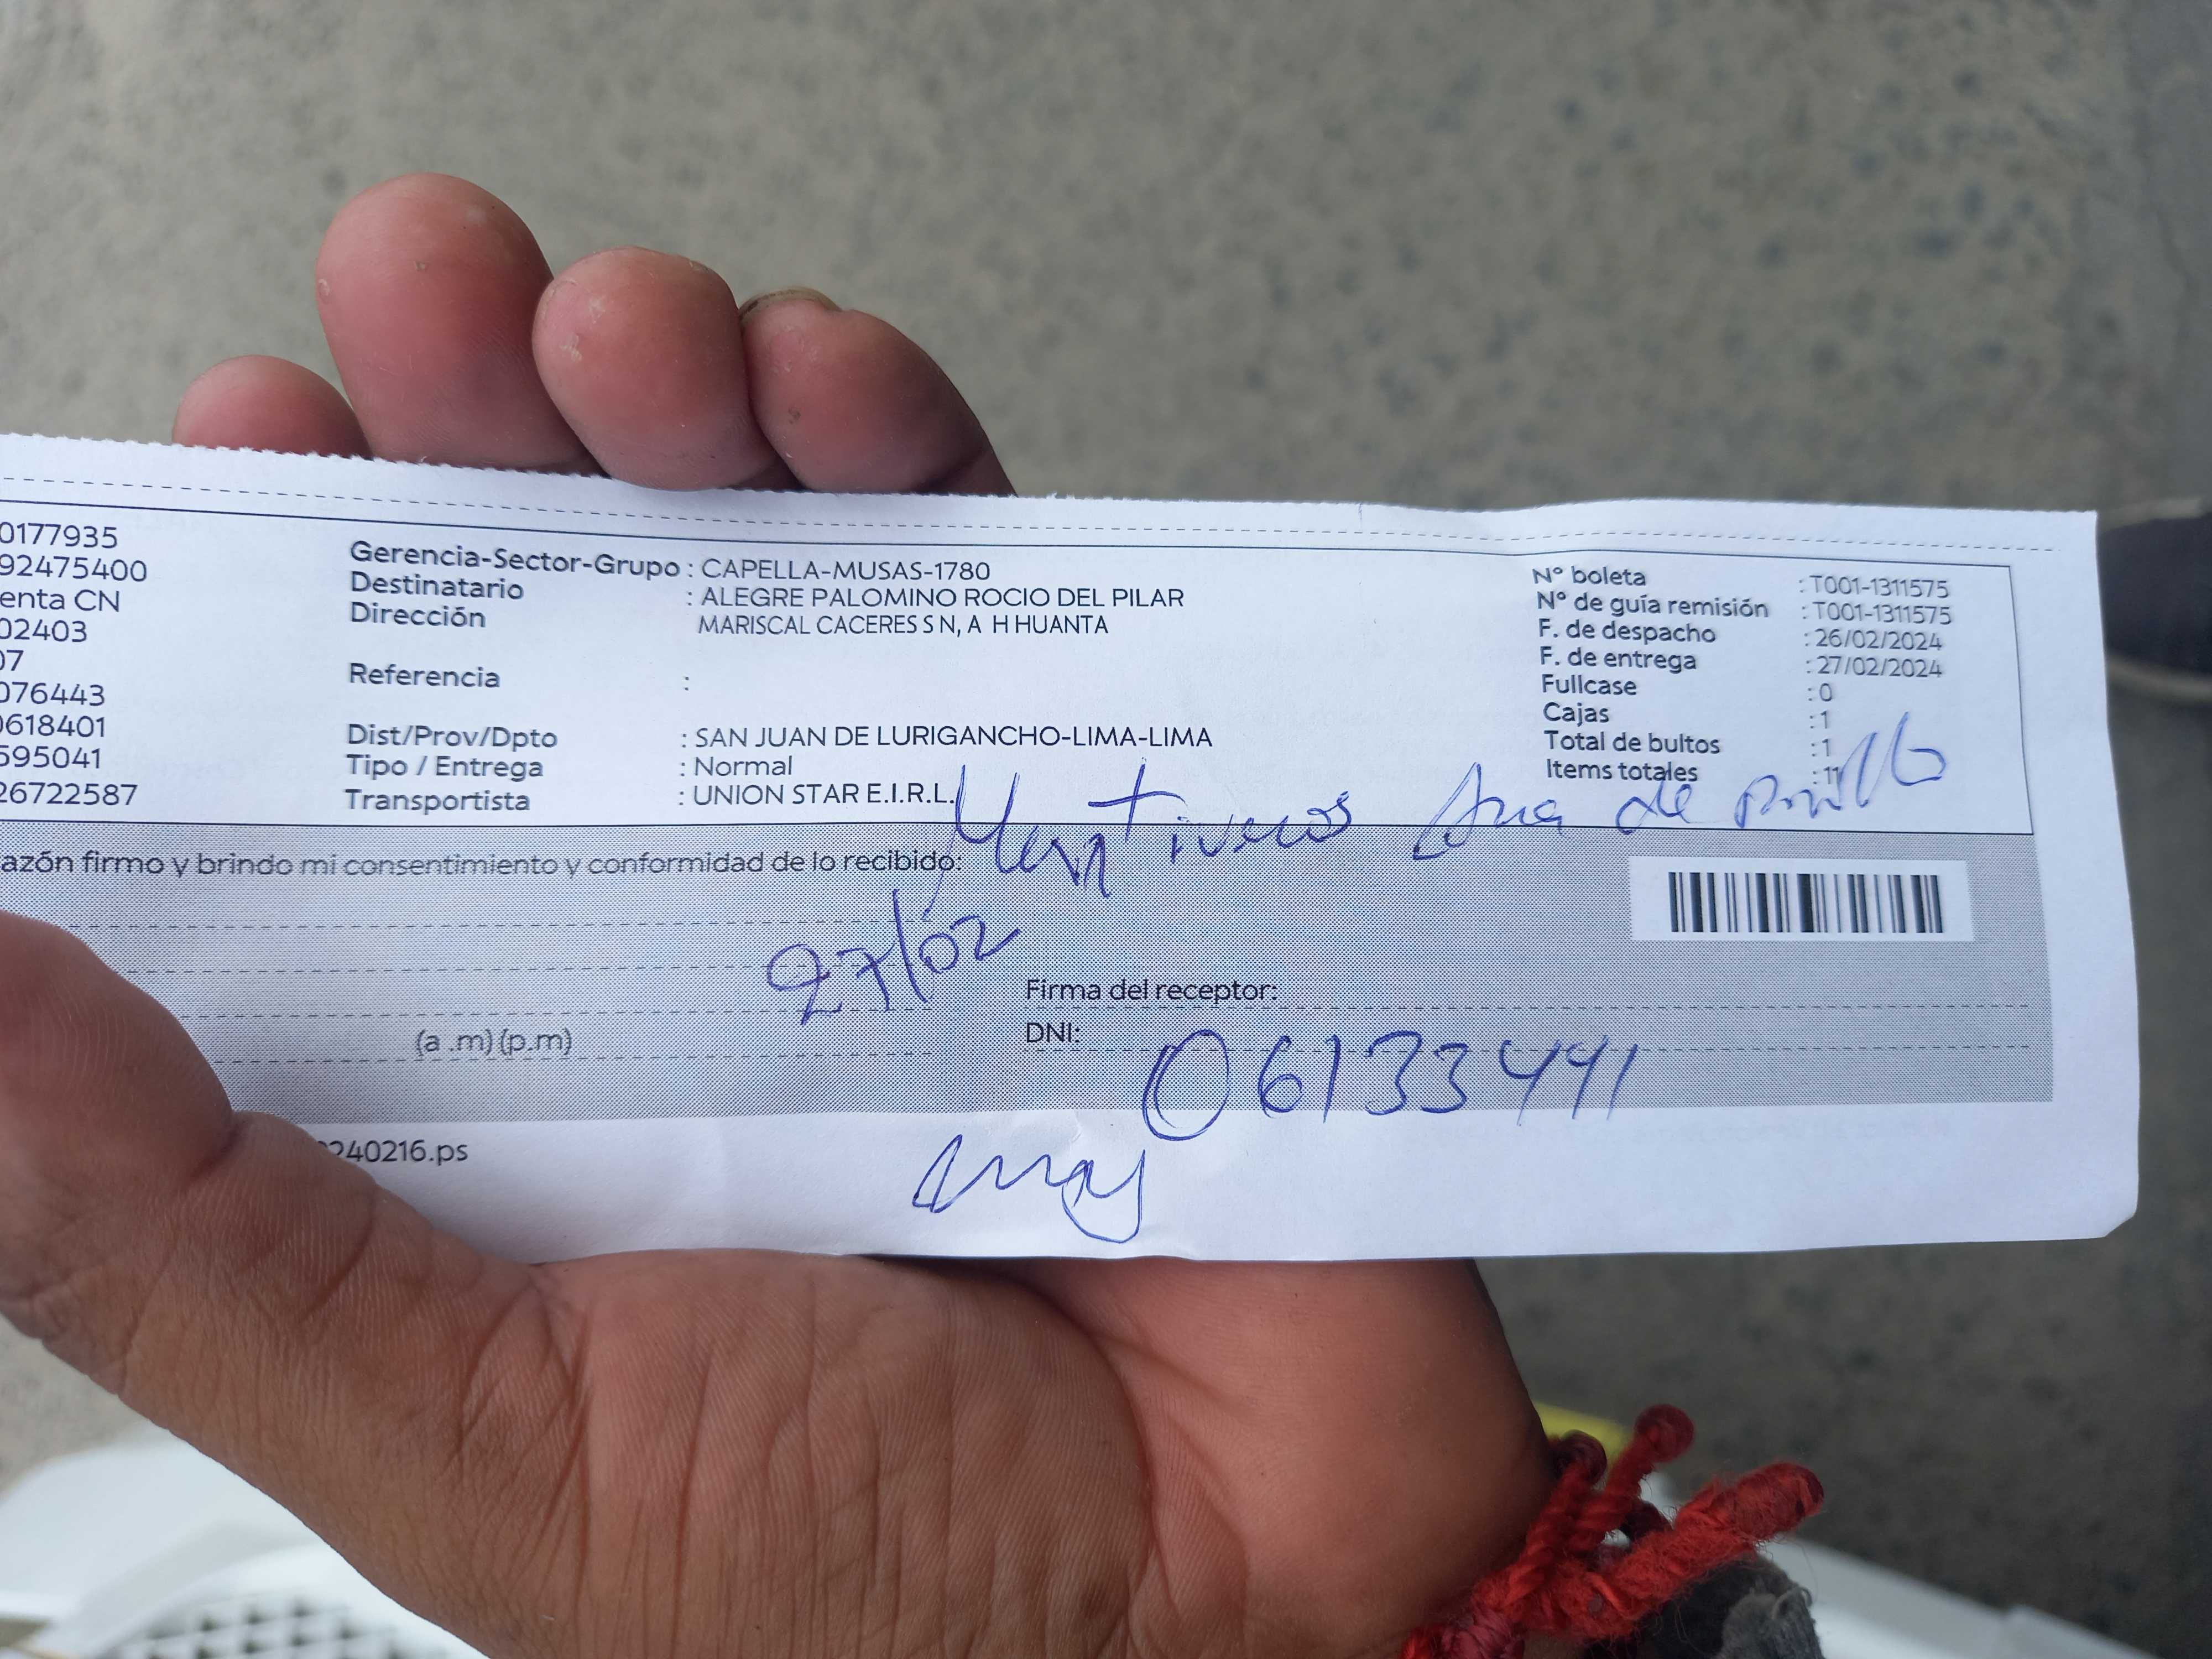 0177935
92475400
enta CN
02403
07
076443
0618401
595041
26722587
Gerencia-Sector-Grupo : CAPELLA-MUSAS-1780
Destinatario : ALEGRE PALOMINO ROCIO DEL PILAR
Dirección MARISCAL CACERES S N, A H HUANTA
Referencia :
Dist/Prov/Dpto : SAN JUAN DE LURIGANCHO-LIMA-LIMA
Tipo / Entrega : Normal
Transportista : UNION STAR E.I.R.L.
N° boleta : T001-1311575
N° de guía remisión : T001-1311575
F. de despacho : 26/02/2024
F. de entrega : 27/02/2024
Fullcase : 0
Cajas : 1
Total de bultos : 1
Items totales : 11
Ana de
azón firmo y brindo mi consentimiento y conformidad de lo recibido:
27/02
Firma del receptor:
(a .m) (p.m)
DNI: 06133441
240216.ps